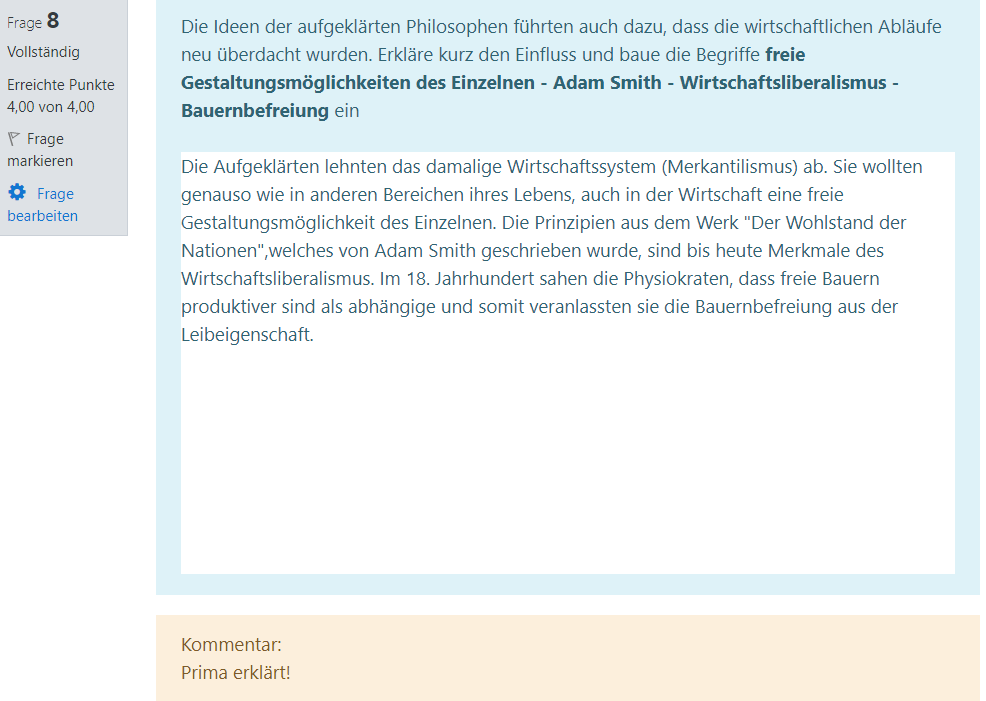 Frage 8
Vollständig
Erreichte Punkte
4,00 von 4,00
Frage
markieren
Frage
bearbeiten
Die Ideen der aufgeklärten Philosophen führten auch dazu, dass die wirtschaftlichen Abläufe
neu überdacht wurden. Erkläre kurz den Einfluss und baue die Begriffe freie
Gestaltungsmöglichkeiten des Einzelnen - Adam Smith - Wirtschaftsliberalismus -
Bauernbefreiung ein
Die Aufgeklärten lehnten das damalige Wirtschaftssystem (Merkantilismus) ab. Sie wollten
genauso wie in anderen Bereichen ihres Lebens, auch in der Wirtschaft eine freie
Gestaltungsmöglichkeit des Einzelnen. Die Prinzipien aus dem Werk "Der Wohlstand der
Nationen",welches von Adam Smith geschrieben wurde, sind bis heute Merkmale des
Wirtschaftsliberalismus. Im 18. Jahrhundert sahen die Physiokraten, dass freie Bauern
produktiver sind als abhängige und somit veranlassten sie die Bauernbefreiung aus der
Leibeigenschaft.
Kommentar:
Prima erklärt!